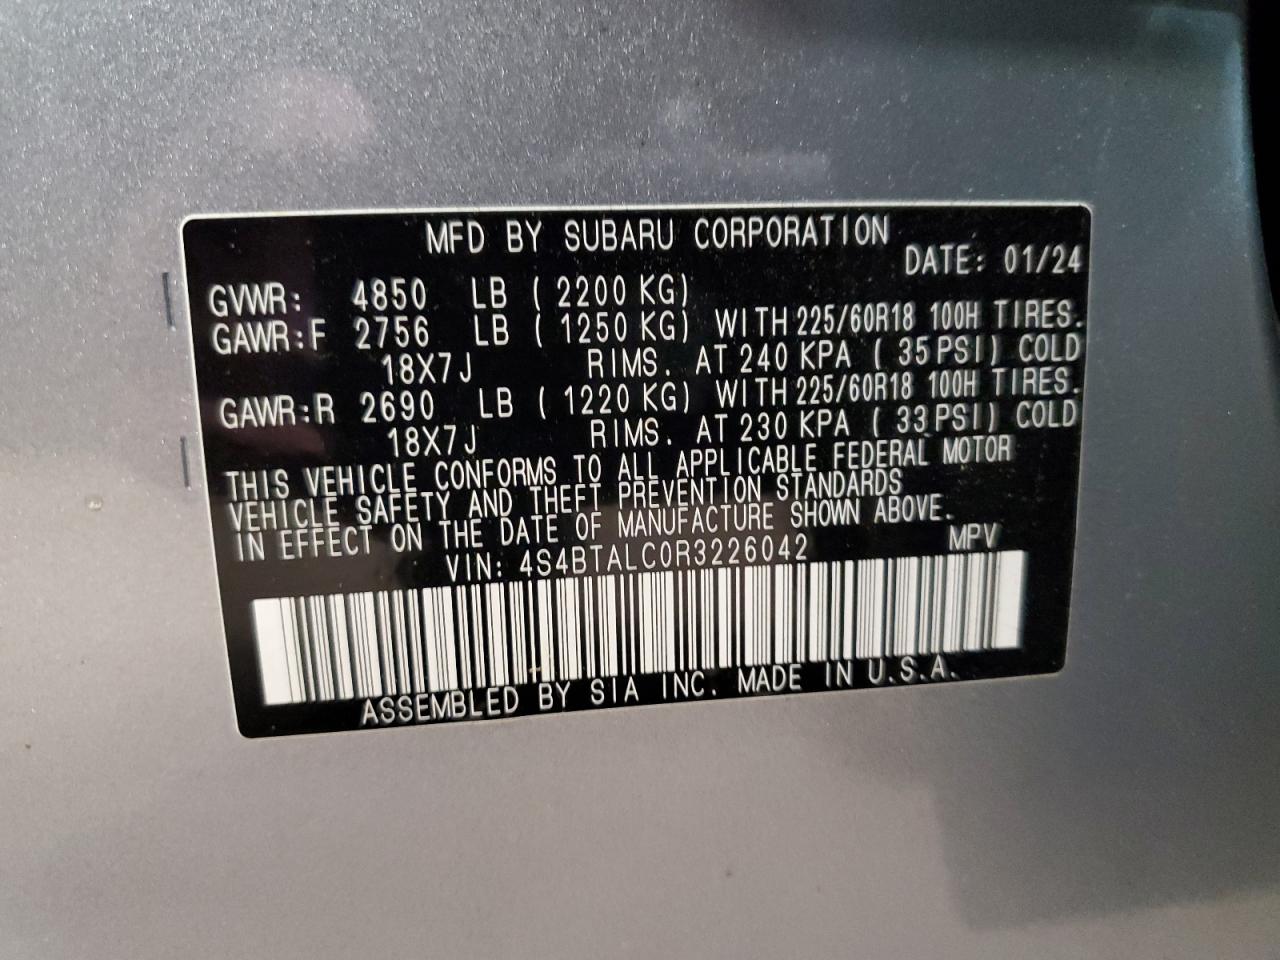 MFD BY SUBARU CORPORATION
DATE: 01/24
GVWR: 4850 LB ( 2200 KG)
GAWR:F 2756 LB ( 1250 KG) WITH 225/60R18 100H TIRES.
18X7J RIMS. AT 240 KPA ( 35 PSI) COLD
GAWR:R 2690 LB ( 1220 KG) WITH 225/60R18 100H TIRES.
18X7J RIMS. AT 230 KPA ( 33 PSI) COLD
THIS VEHICLE CONFORMS TO ALL APPLICABLE FEDERAL MOTOR
VEHICLE SAFETY AND THEFT PREVENTION STANDARDS
IN EFFECT ON THE DATE OF MANUFACTURE SHOWN ABOVE.
VIN: 4S4BTALC0R3226042 MPV
ASSEMBLED BY SIA INC. MADE IN U.S.A.